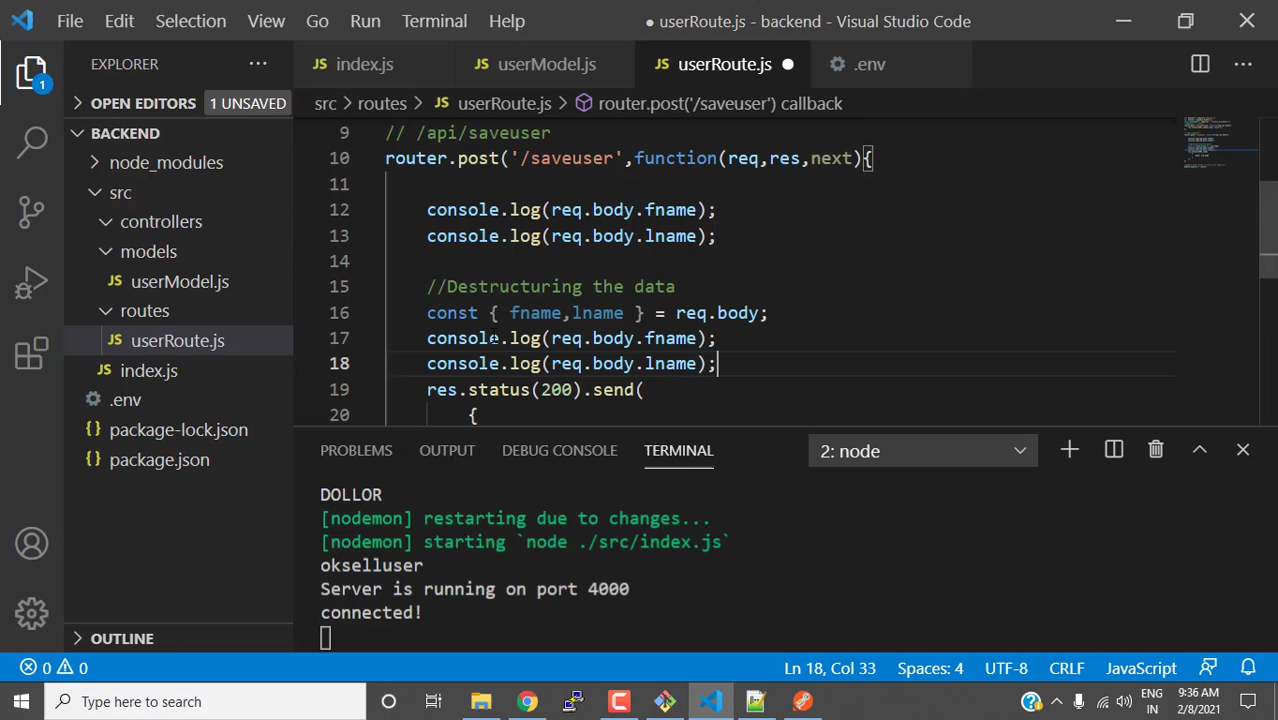 File Edit Selection View Go Run Terminal Help ● userRoute.js - backend - Visual Studio Code
EXPLORER ...
JS index.js JS userModel.js JS userRoute.js ● .env ...
OPEN EDITORS 1 UNSAVED
BACKEND
node_modules
src
controllers
models
JS userModel.js
routes
JS userRoute.js
JS index.js
.env
{} package-lock.json
{} package.json
OUTLINE
1
src > routes > JS userRoute.js > router.post('/saveuser') callback
9 // /api/saveuser
10 router.post('/saveuser',function(req,res,next){
11
12 console.log(req.body.fname);
13 console.log(req.body.lname);
14
15 //Destructuring the data
16 const { fname,lname } = req.body;
17 console.log(req.body.fname);
18 console.log(req.body.lname);
19 res.status(200).send(
20 {
PROBLEMS OUTPUT DEBUG CONSOLE TERMINAL 2: node
DOLLOR
[nodemon] restarting due to changes...
[nodemon] starting `node ./src/index.js`
okselluser
Server is running on port 4000
connected!
0 0 Ln 18, Col 33 Spaces: 4 UTF-8 CRLF JavaScript
Type here to search
ENG
IN
9:36 AM
2/8/2021